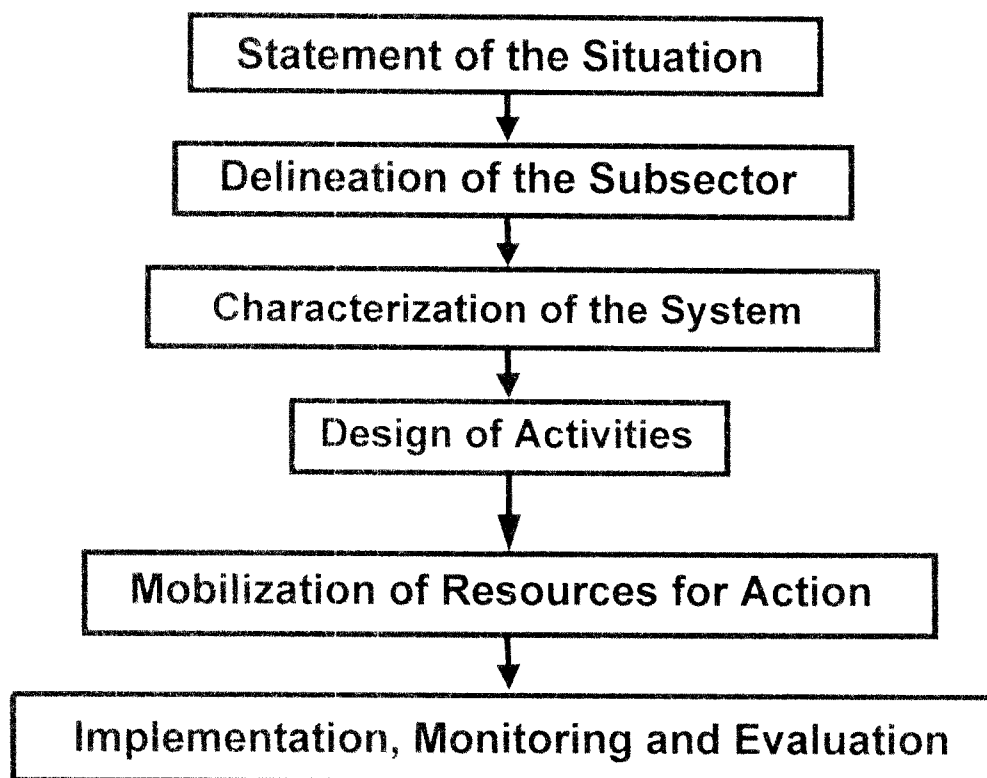 Statement of the Situation
Delineation of the Subsector
Characterization of the System
Design of Activities
Mobilization of Resources for Action
Implementation, Monitoring and Evaluation